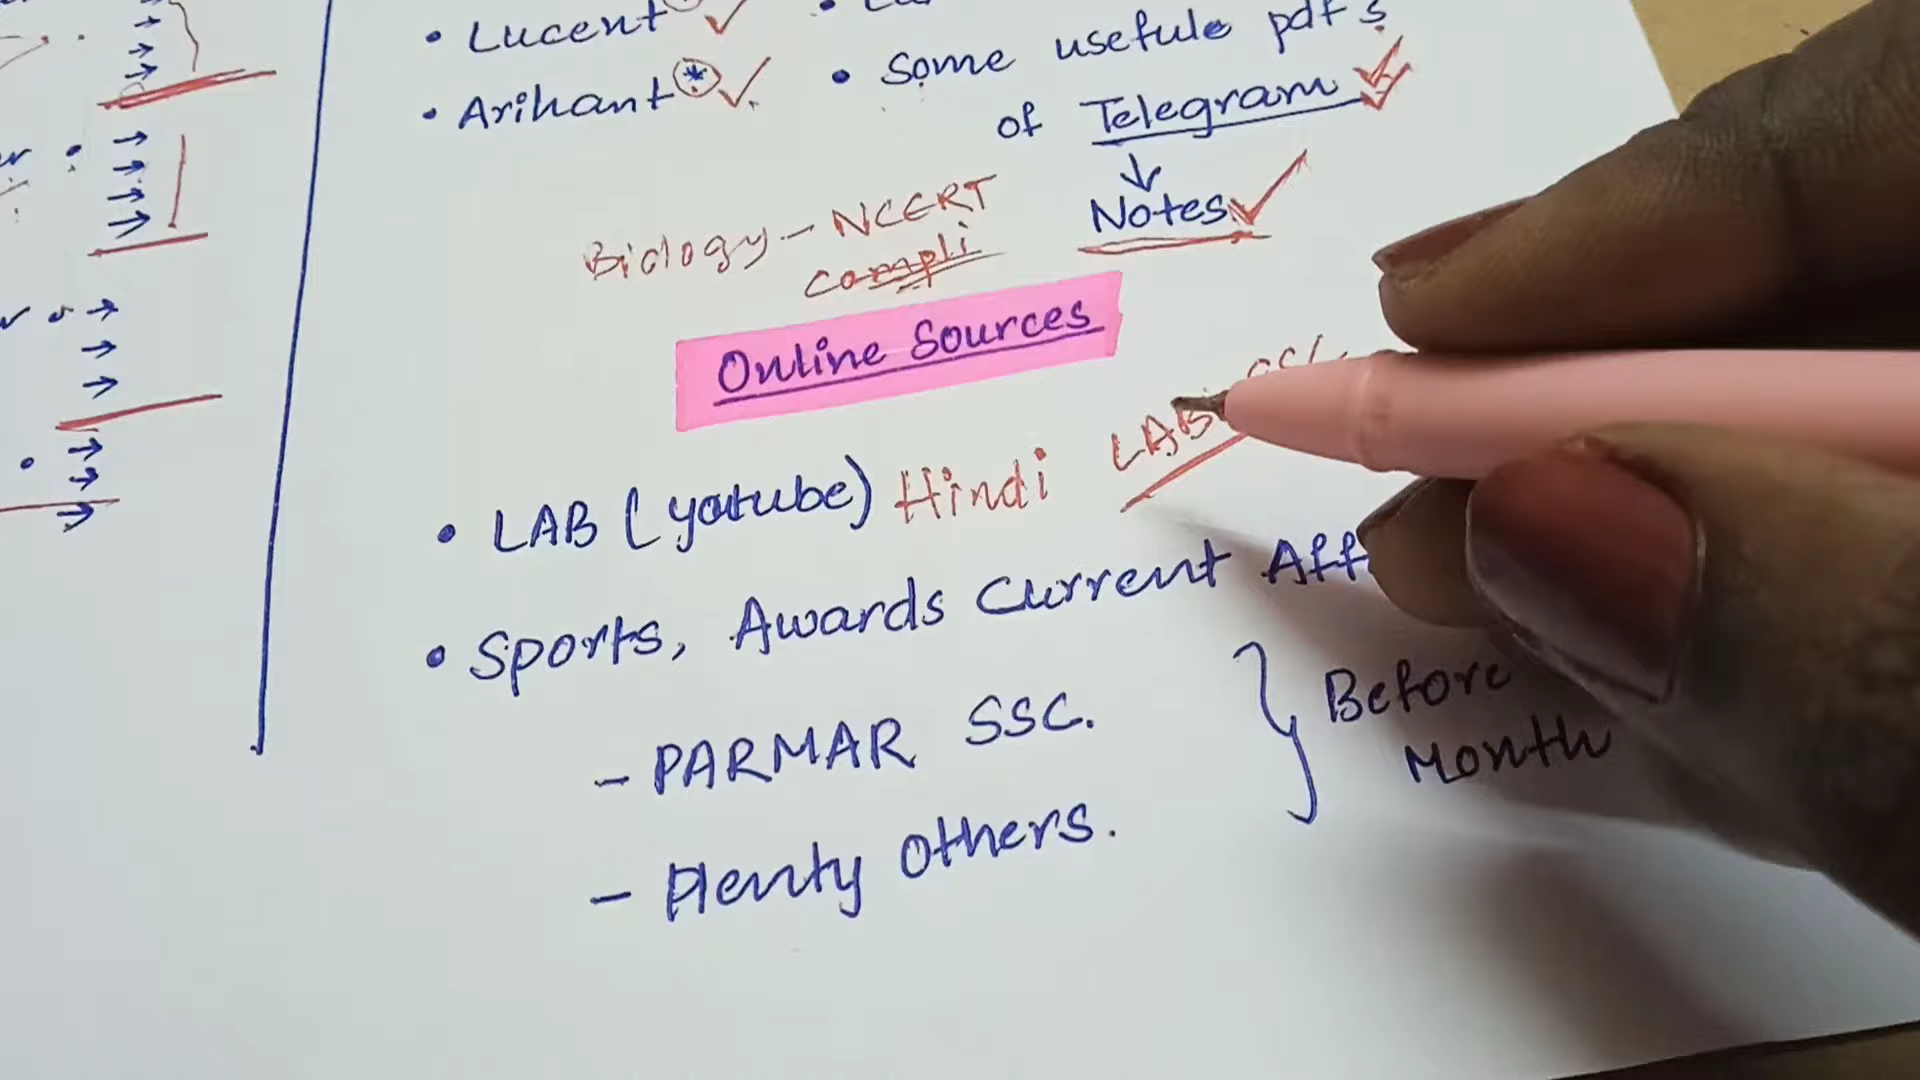 • Lucent
• Arihant *
• Some usefule pdf's
of Telegram
Notes
Biology - NCERT
Compli
Online Sources
• LAB (yotube) Hindi
LAB
• Sports, Awards Current Aff
- PARMAR SSC.
- Plenty Others.
Before
Month